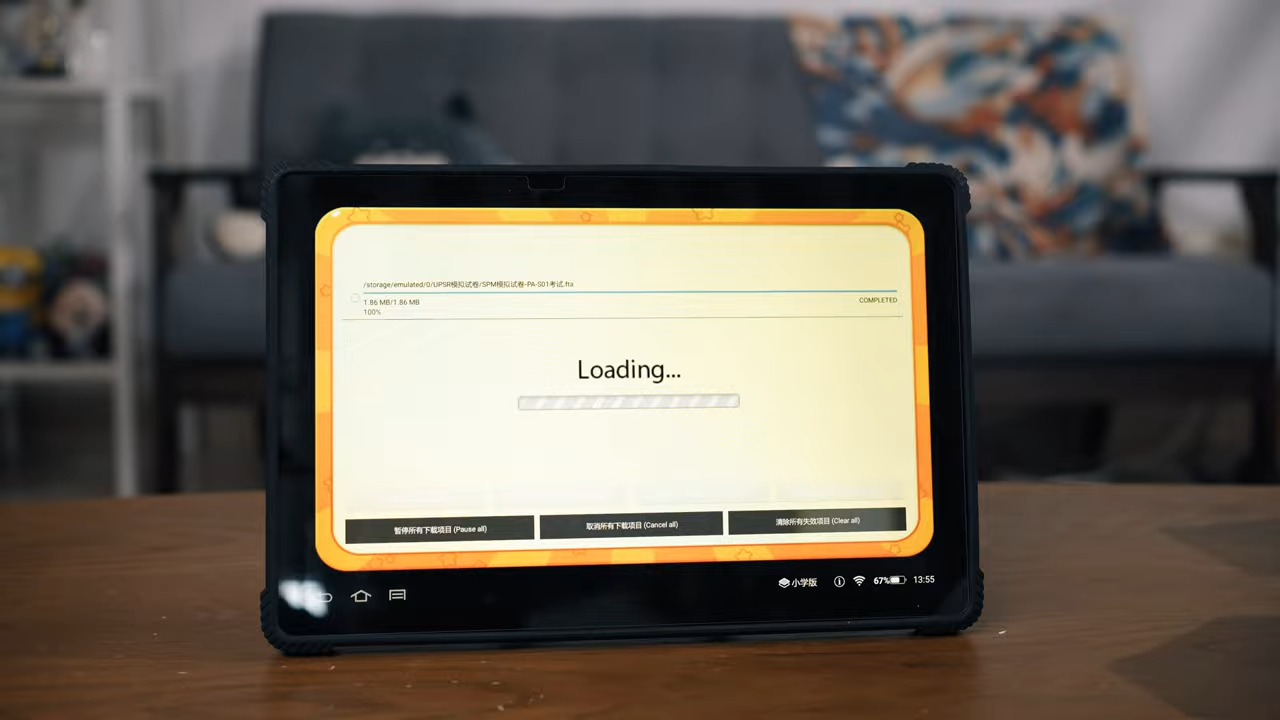 /storage/emulated/0/UPSR模拟试卷/SPM模拟试卷-PA-S01考试.fta
1.86 MB/1.86 MB COMPLETED
100%
Loading...
暂停所有下载项目 (Pause all) 取消所有下载项目 (Cancel all) 清除所有失效项目 (Clear all)
小学版 67% 13:55